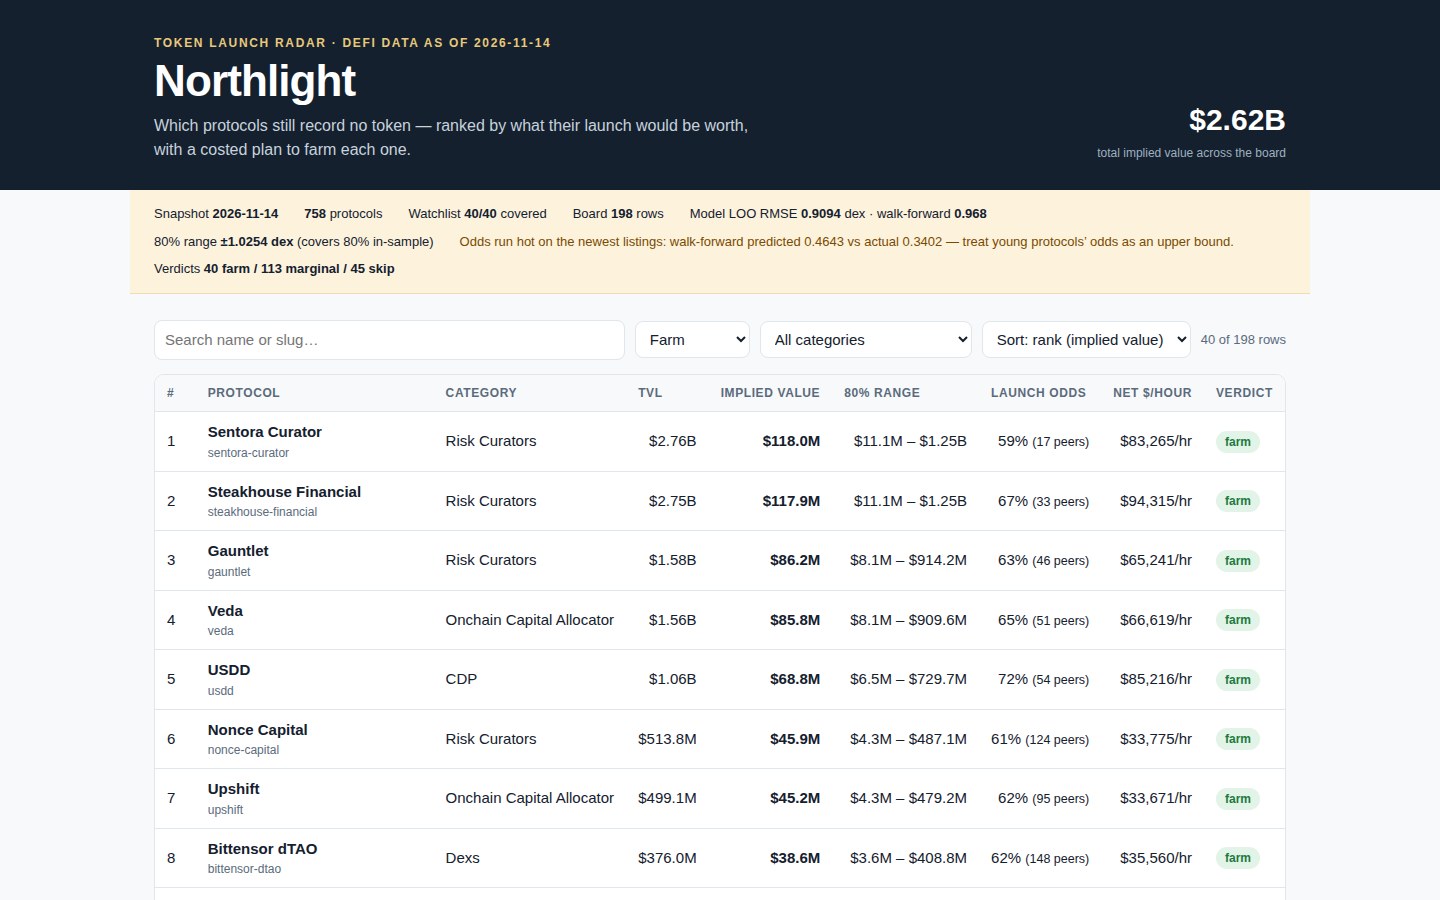 TOKEN LAUNCH RADAR · DEFI DATA AS OF 2026-11-14
Northlight
Which protocols still record no token — ranked by what their launch would be worth,
with a costed plan to farm each one.
$2.62B
total implied value across the board
Snapshot 2026-11-14 758 protocols Watchlist 40/40 covered Board 198 rows Model LOO RMSE 0.9094 dex · walk-forward 0.968
80% range ±1.0254 dex (covers 80% in-sample) Odds run hot on the newest listings: walk-forward predicted 0.4643 vs actual 0.3402 — treat young protocols’ odds as an upper bound.
Verdicts 40 farm / 113 marginal / 45 skip
Search name or slug… Farm All categories Sort: rank (implied value) 40 of 198 rows
# PROTOCOL CATEGORY TVL IMPLIED VALUE 80% RANGE LAUNCH ODDS NET $/HOUR VERDICT
1 Sentora Curator Risk Curators $2.76B $118.0M $11.1M – $1.25B 59% (17 peers) $83,265/hr farm
sentora-curator
2 Steakhouse Financial Risk Curators $2.75B $117.9M $11.1M – $1.25B 67% (33 peers) $94,315/hr farm
steakhouse-financial
3 Gauntlet Risk Curators $1.58B $86.2M $8.1M – $914.2M 63% (46 peers) $65,241/hr farm
gauntlet
4 Veda Onchain Capital Allocator $1.56B $85.8M $8.1M – $909.6M 65% (51 peers) $66,619/hr farm
veda
5 USDD CDP $1.06B $68.8M $6.5M – $729.7M 72% (54 peers) $85,216/hr farm
usdd
6 Nonce Capital Risk Curators $513.8M $45.9M $4.3M – $487.1M 61% (124 peers) $33,775/hr farm
nonce-capital
7 Upshift Onchain Capital Allocator $499.1M $45.2M $4.3M – $479.2M 62% (95 peers) $33,671/hr farm
upshift
8 Bittensor dTAO Dexs $376.0M $38.6M $3.6M – $408.8M 62% (148 peers) $35,560/hr farm
bittensor-dtao